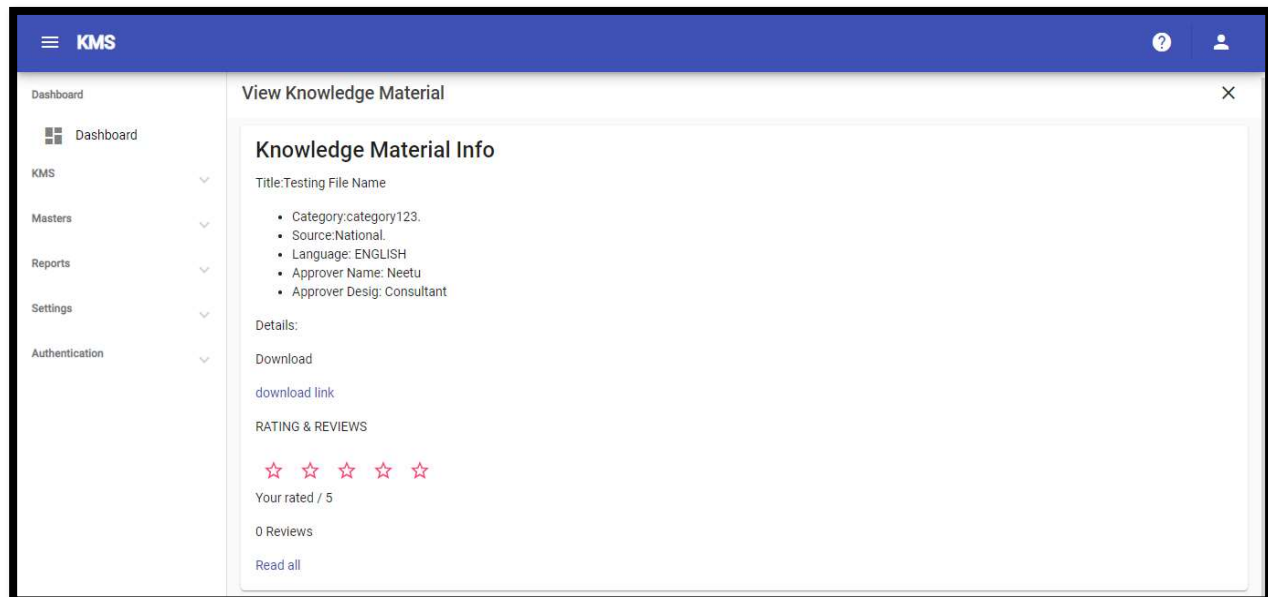 KMS
Dashboard
Dashboard
KMS
Masters
Reports
Settings
Authentication
View Knowledge Material
Knowledge Material Info
Title:Testing File Name
Category:category123.
Source:National.
Language: ENGLISH
Approver Name: Neetu
Approver Desig: Consultant
Details:
Download
download link
RATING & REVIEWS
Your rated / 5
0 Reviews
Read all